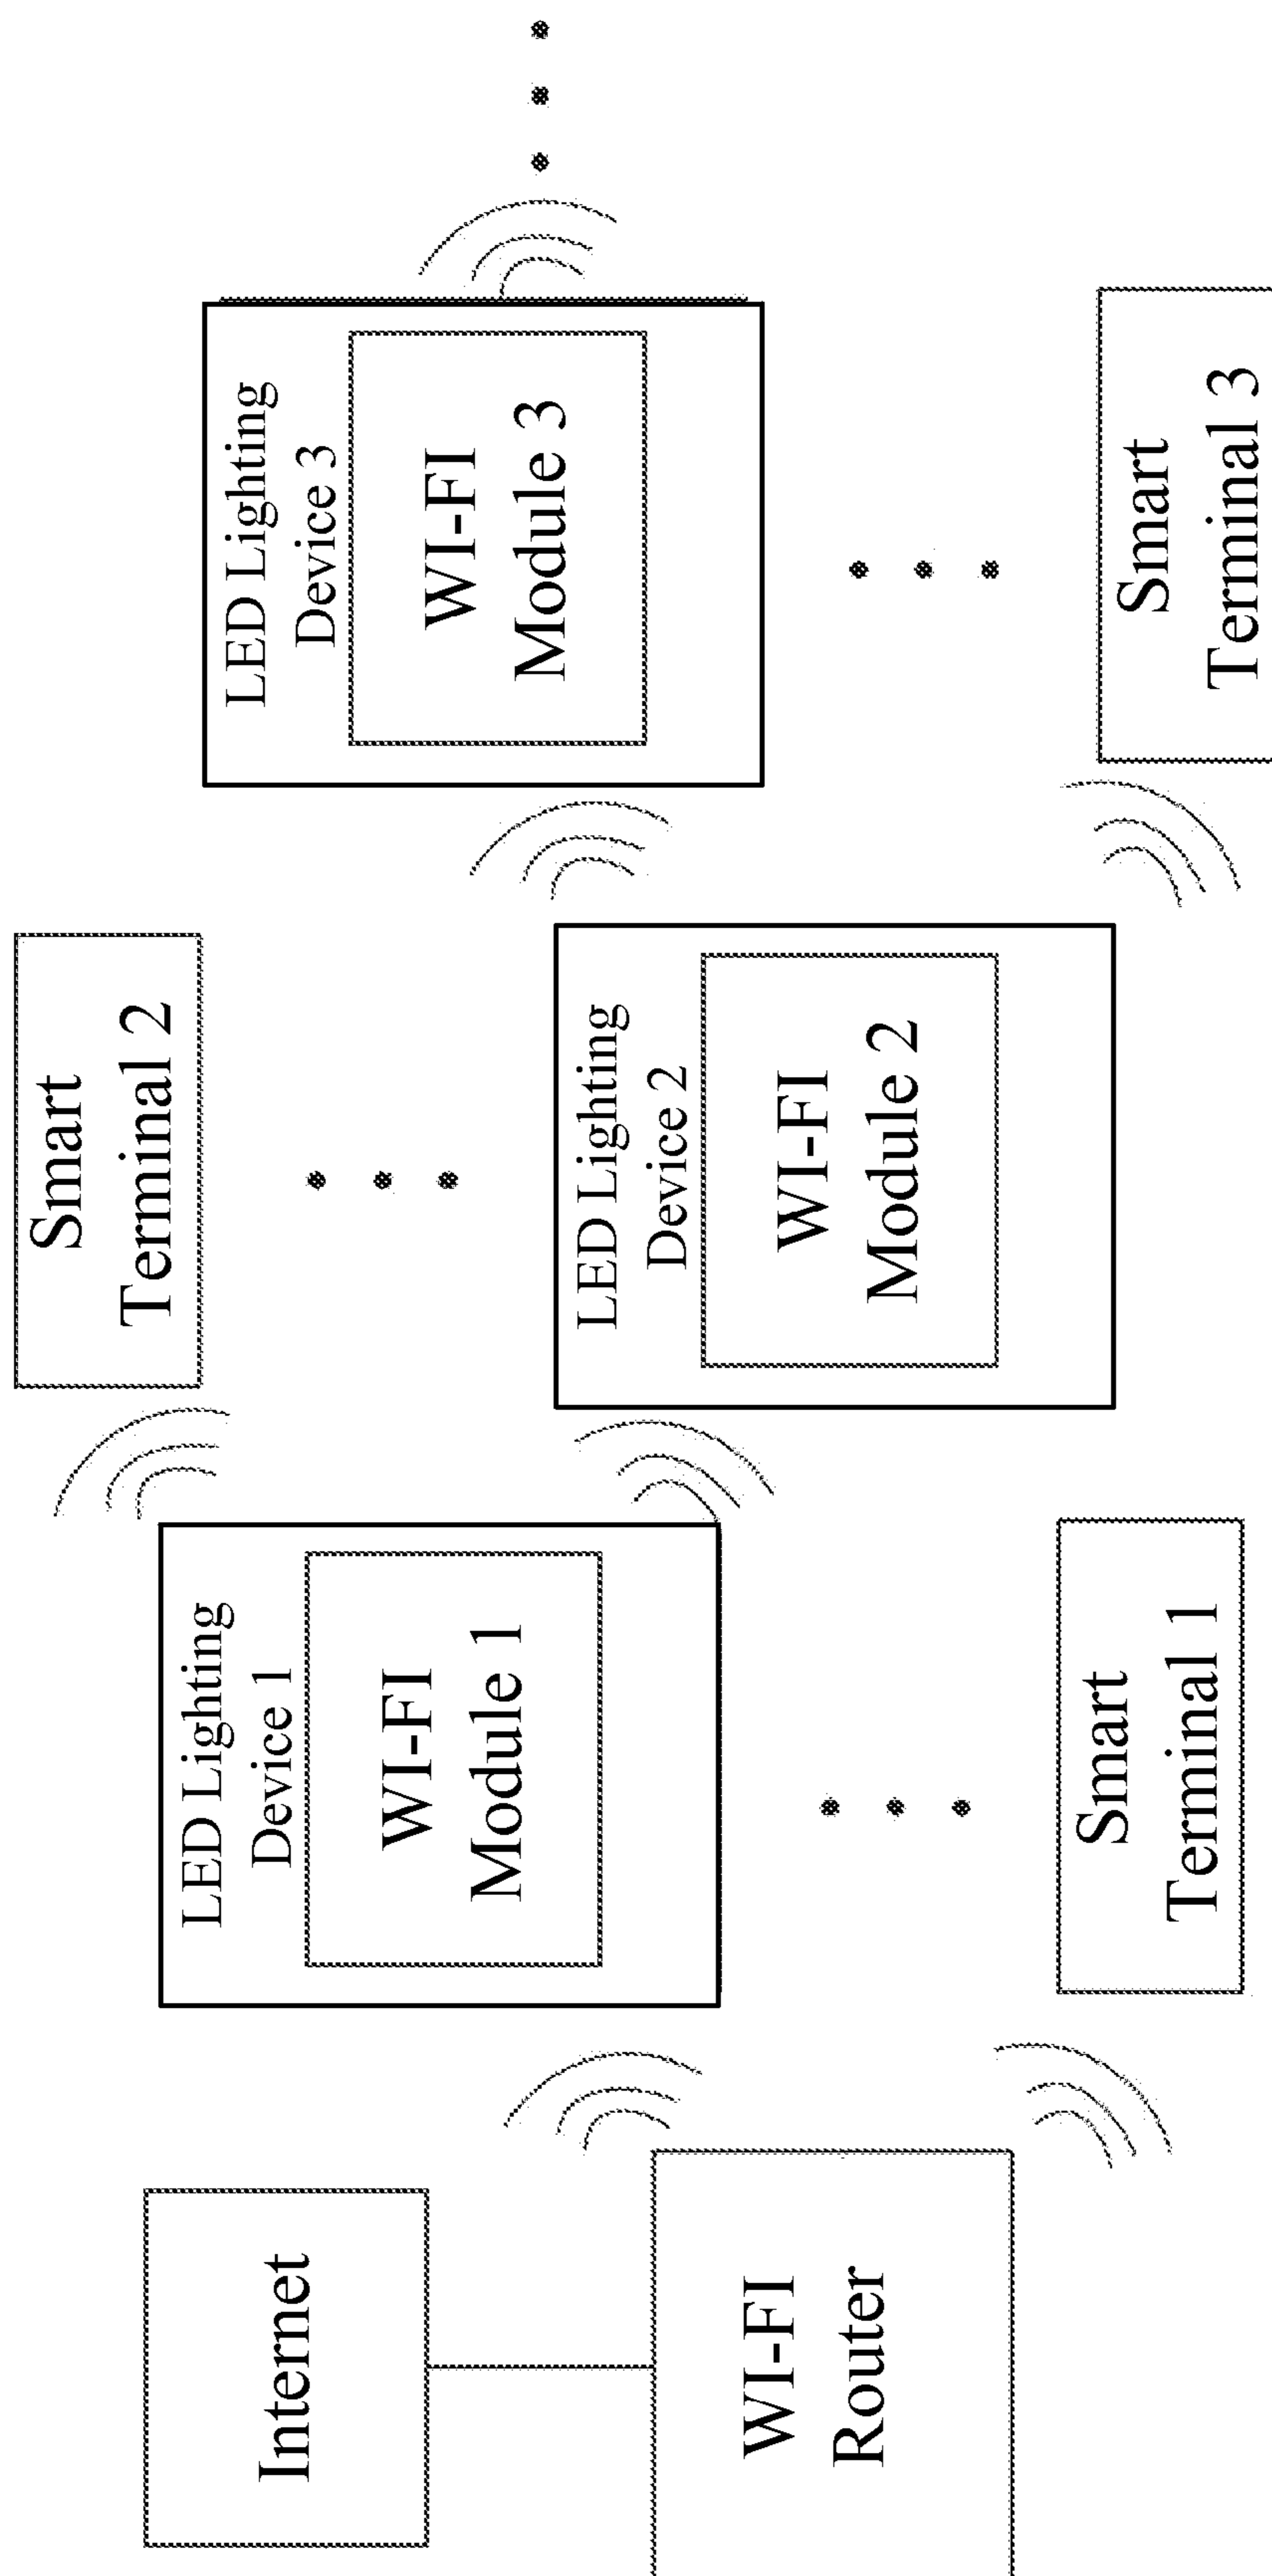 Internet
WI-FI
Router
LED Lighting
Device 1
WI-FI
Module 1
Smart
Terminal 1
Smart
Terminal 2
LED Lighting
Device 2
WI-FI
Module 2
LED Lighting
Device 3
WI-FI
Module 3
Smart
Terminal 3